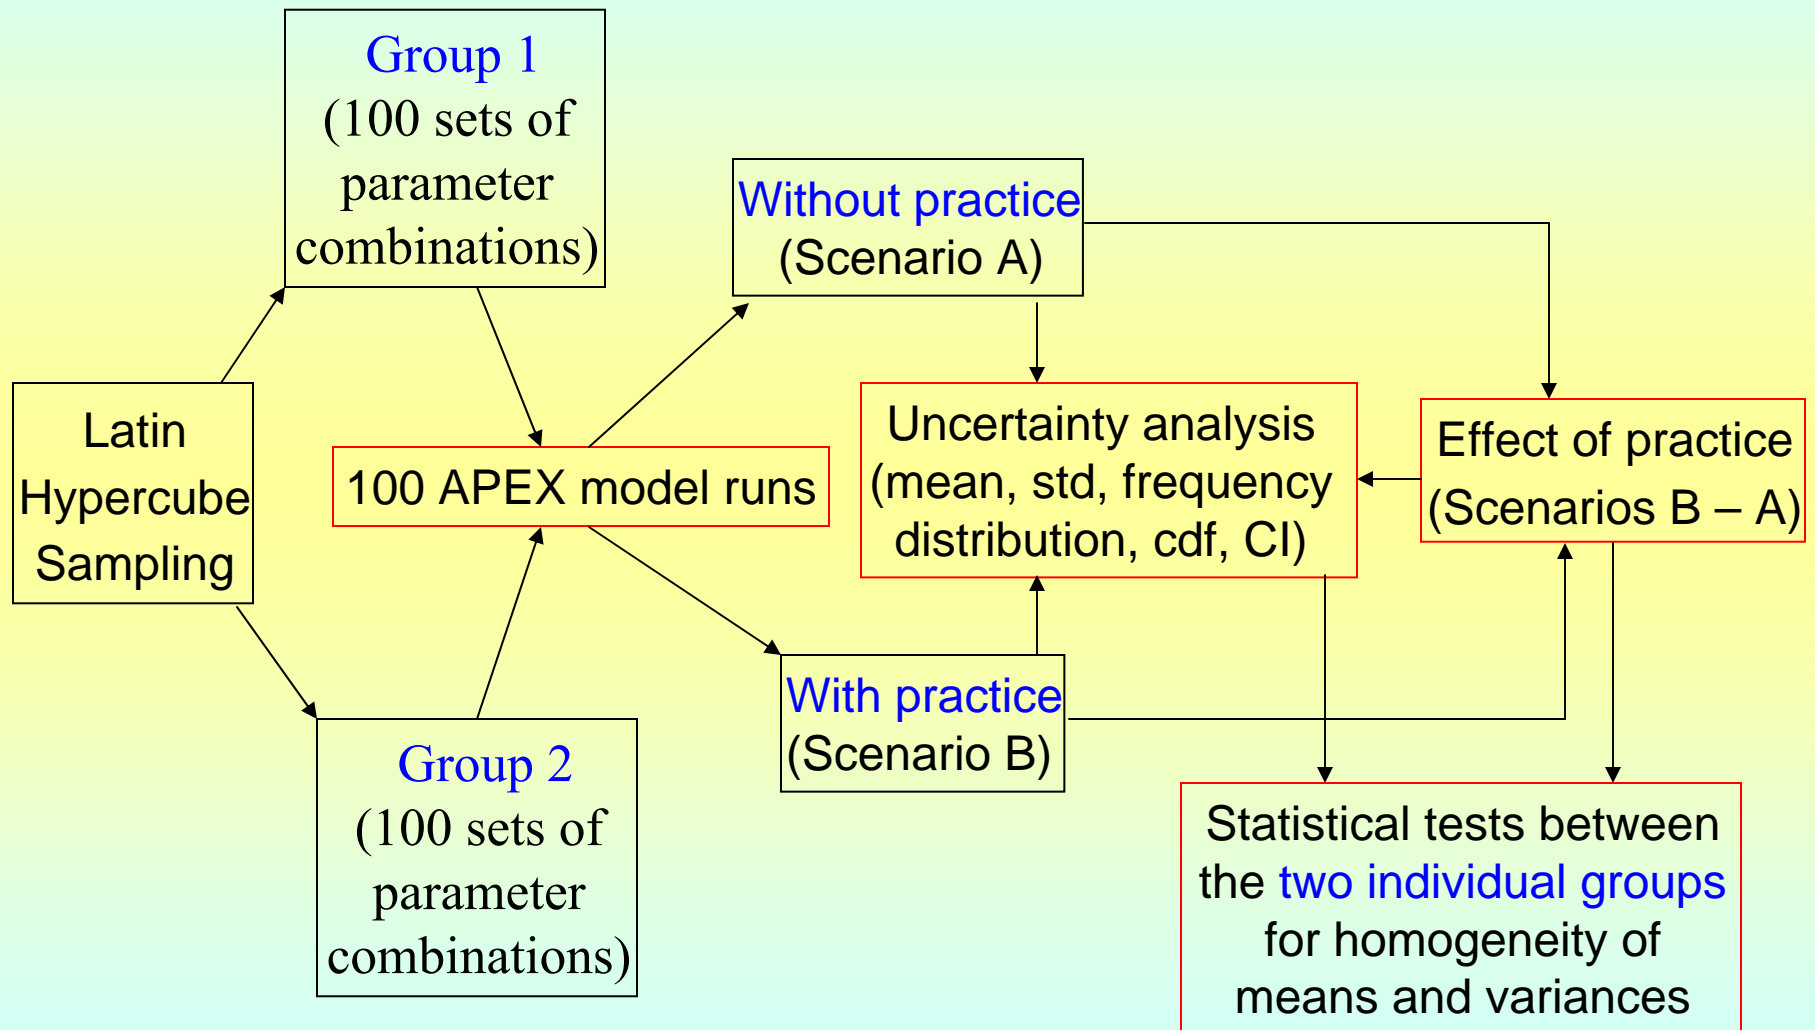 Group 1
(100 sets of
parameter
combinations)
Without practice
(Scenario A)
Latin
Hypercube
Sampling
100 APEX model runs
Uncertainty analysis
(mean, std, frequency
distribution, cdf, CI)
Effect of practice
(Scenarios B – A)
With practice
(Scenario B)
Group 2
(100 sets of
parameter
combinations)
Statistical tests between
the two individual groups
for homogeneity of
means and variances